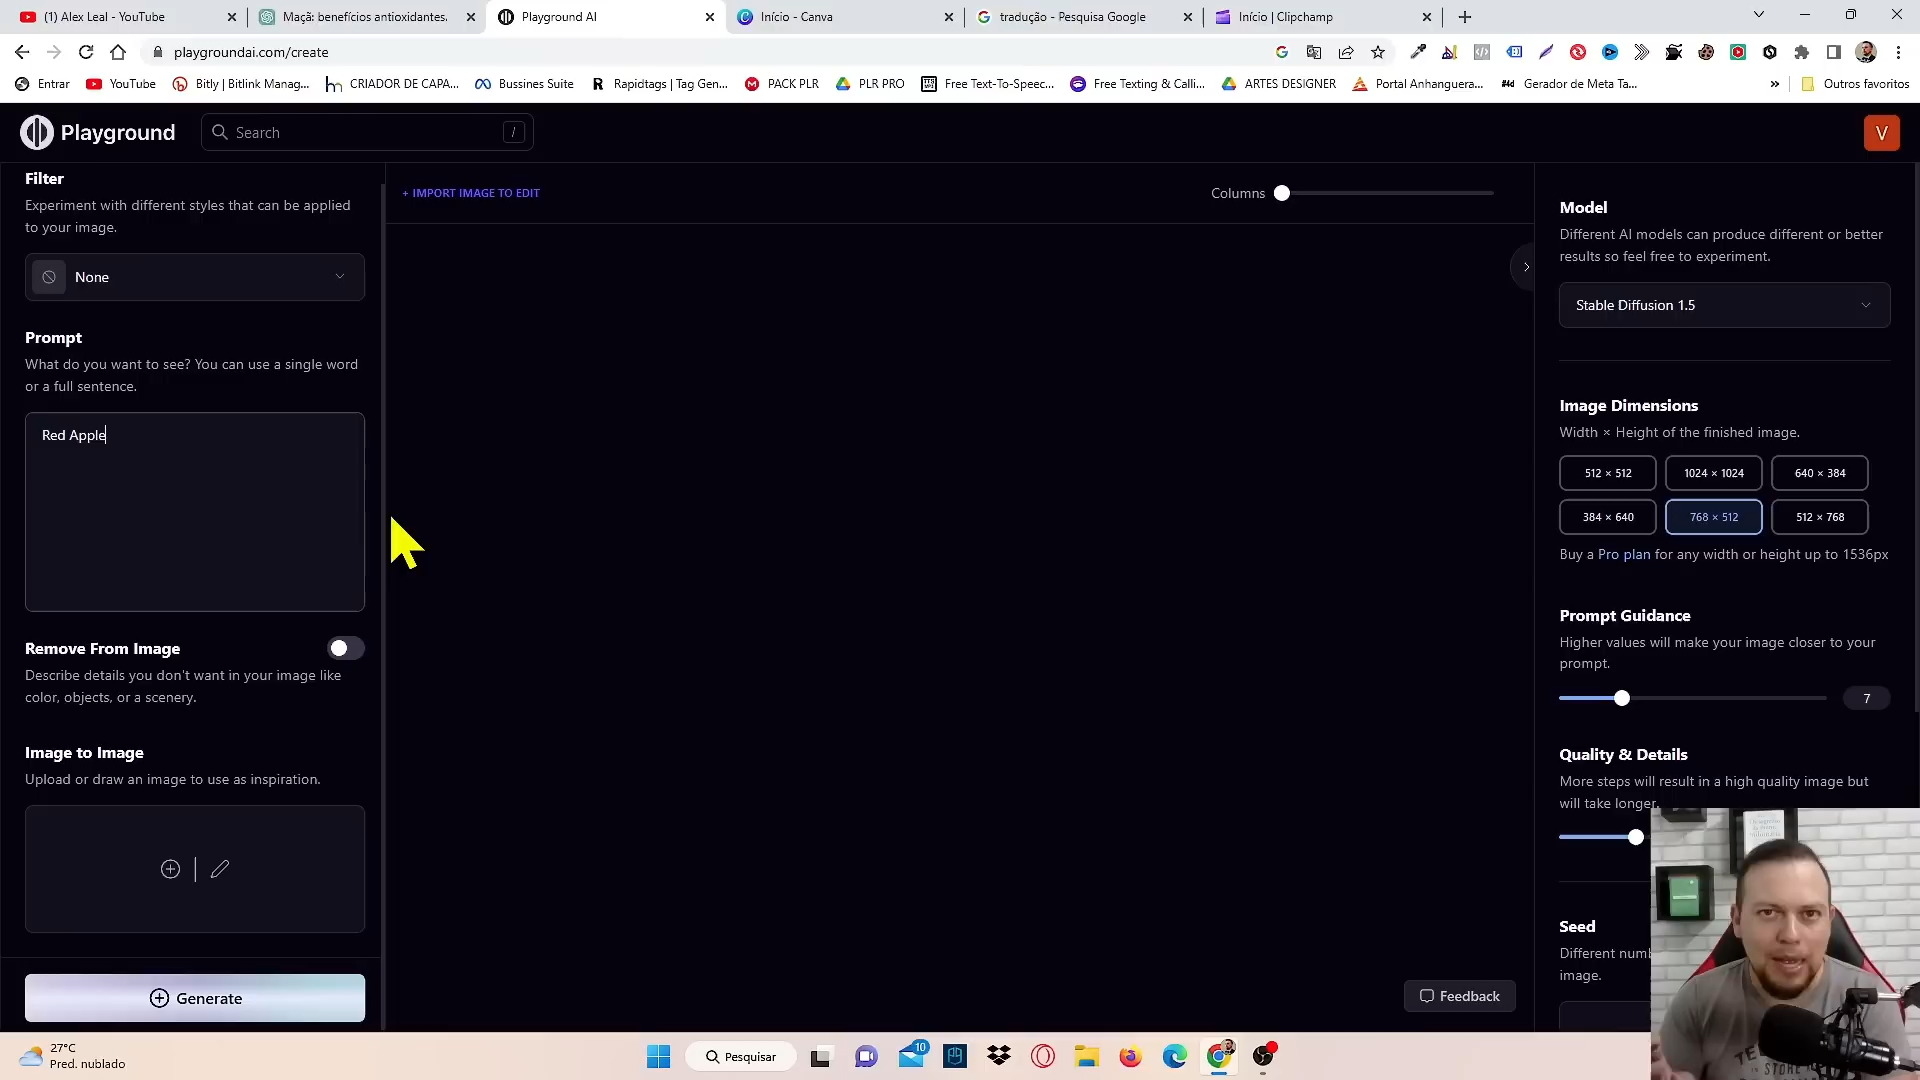 (1) Alex Leal - YouTube
Maçã: benefícios antioxidantes.
Playground AI
Início - Canva
tradução - Pesquisa Google
Início | Clipchamp
playgroundai.com/create
Entrar
YouTube
Bitly | Bitlink Manag...
CRIADOR DE CAPA...
Bussines Suite
Rapidtags | Tag Gen...
PACK PLR
PLR PRO
Free Text-To-Speec...
Free Texting & Calli...
ARTES DESIGNER
Portal Anhanguera...
Gerador de Meta Ta...
»
Outros favoritos
Playground
Search
/
V
Filter
Experiment with different styles that can be applied
to your image.
None
Prompt
What do you want to see? You can use a single word
or a full sentence.
Red Apple
Remove From Image
Describe details you don't want in your image like
color, objects, or a scenery.
Image to Image
Upload or draw an image to use as inspiration.
Generate
+ IMPORT IMAGE TO EDIT
Columns
Feedback
Model
Different AI models can produce different or better
results so feel free to experiment.
Stable Diffusion 1.5
Image Dimensions
Width × Height of the finished image.
512 × 512
1024 × 1024
640 × 384
384 × 640
768 × 512
512 × 768
Buy a Pro plan for any width or height up to 1536px
Prompt Guidance
Higher values will make your image closer to your
prompt.
7
Quality & Details
More steps will result in a high quality image but
will take longer.
Seed
Different num
image.
27°C
Pred. nublado
Pesquisar
10